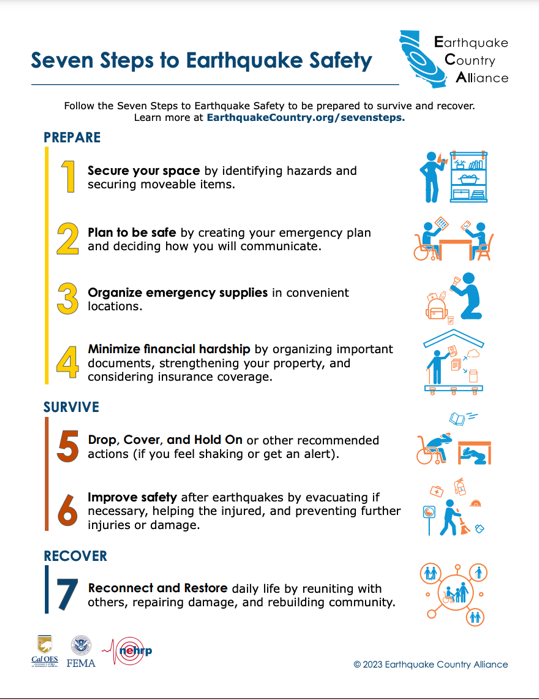 Seven Steps to Earthquake Safety
Earthquake
Country
Alliance
Follow the Seven Steps to Earthquake Safety to be prepared to survive and recover.
Learn more at EarthquakeCountry.org/sevensteps.
PREPARE
1
Secure your space by identifying hazards and
securing moveable items.
2
Plan to be safe by creating your emergency plan
and deciding how you will communicate.
3
Organize emergency supplies in convenient
locations.
4
Minimize financial hardship by organizing important
documents, strengthening your property, and
considering insurance coverage.
SURVIVE
5
Drop, Cover, and Hold On or other recommended
actions (if you feel shaking or get an alert).
6
Improve safety after earthquakes by evacuating if
necessary, helping the injured, and preventing further
injuries or damage.
RECOVER
7
Reconnect and Restore daily life by reuniting with
others, repairing damage, and rebuilding community.
Cal OES
FEMA
nehrp
© 2023 Earthquake Country Alliance